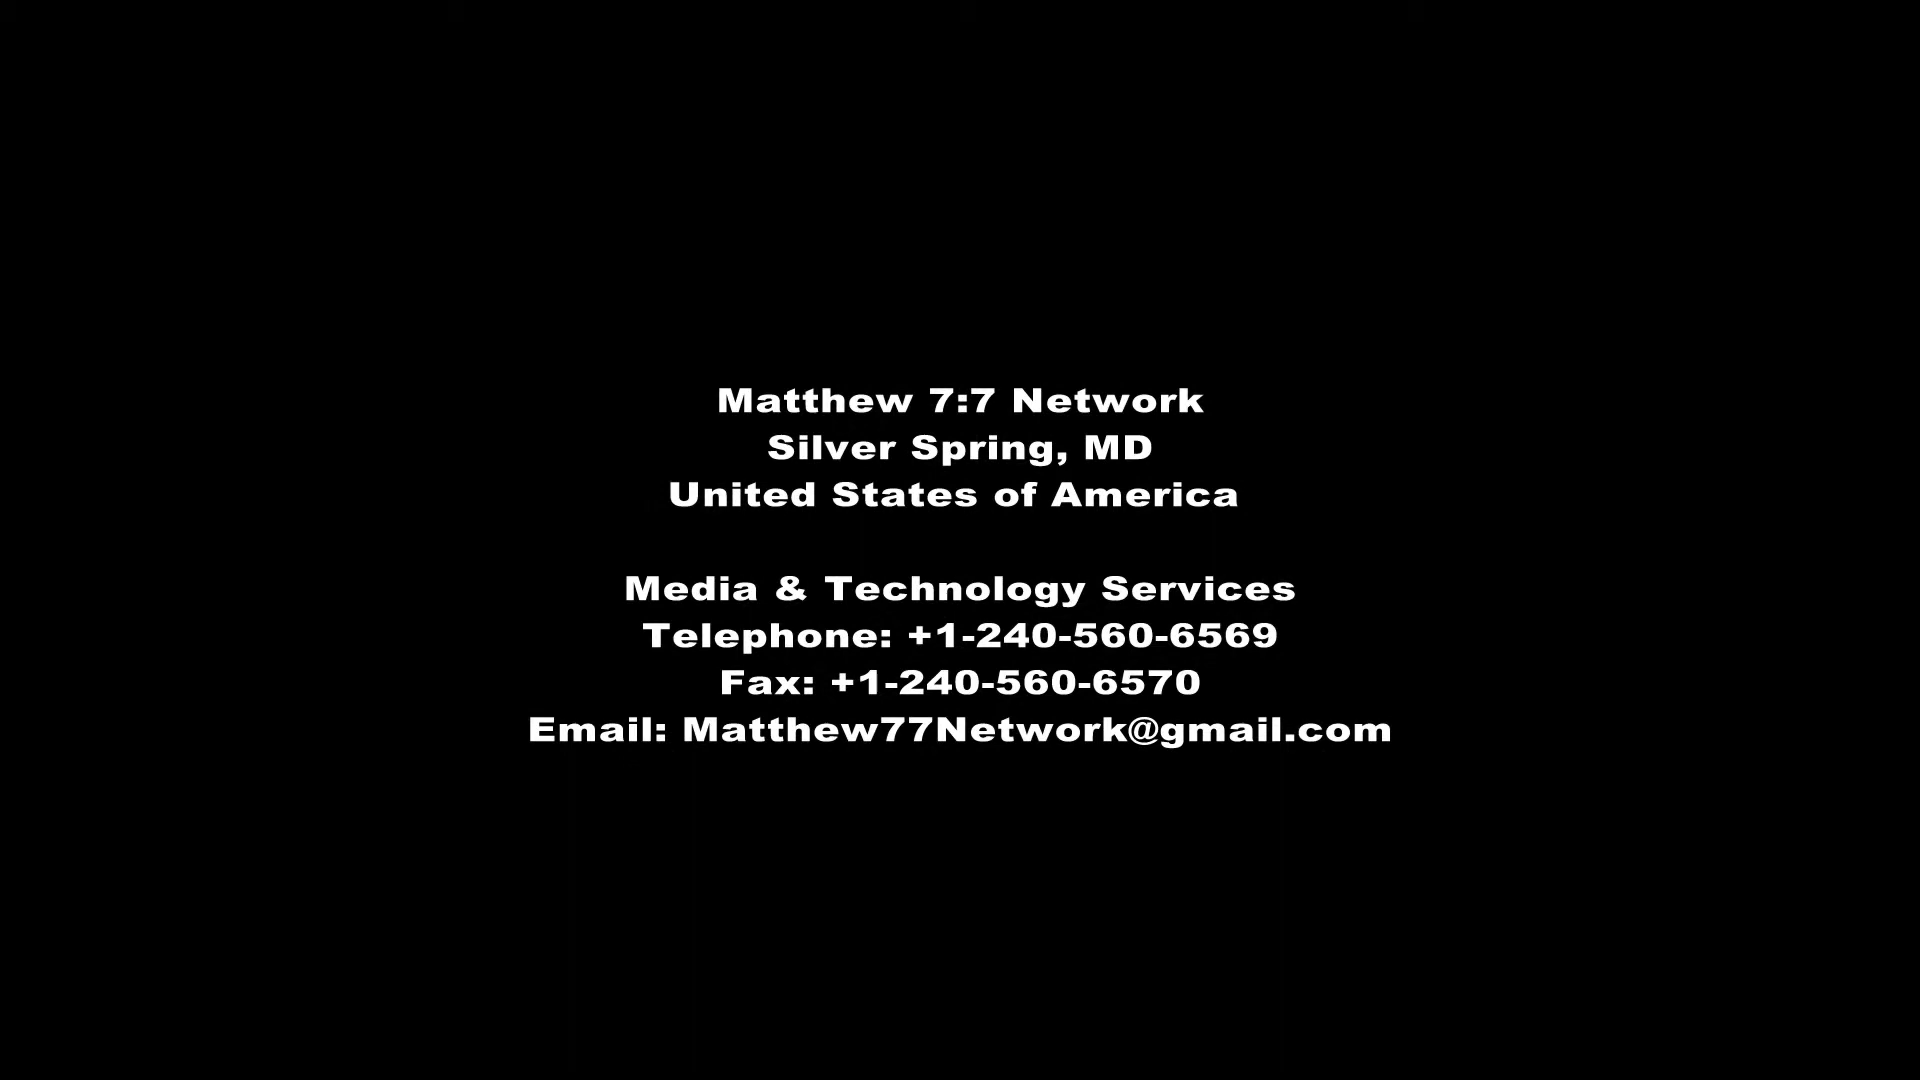 Matthew 7:7 Network
Silver Spring, MD
United States of America
Media & Technology Services
Telephone: +1-240-560-6569
Fax: +1-240-560-6570
Email: Matthew77Network@gmail.com